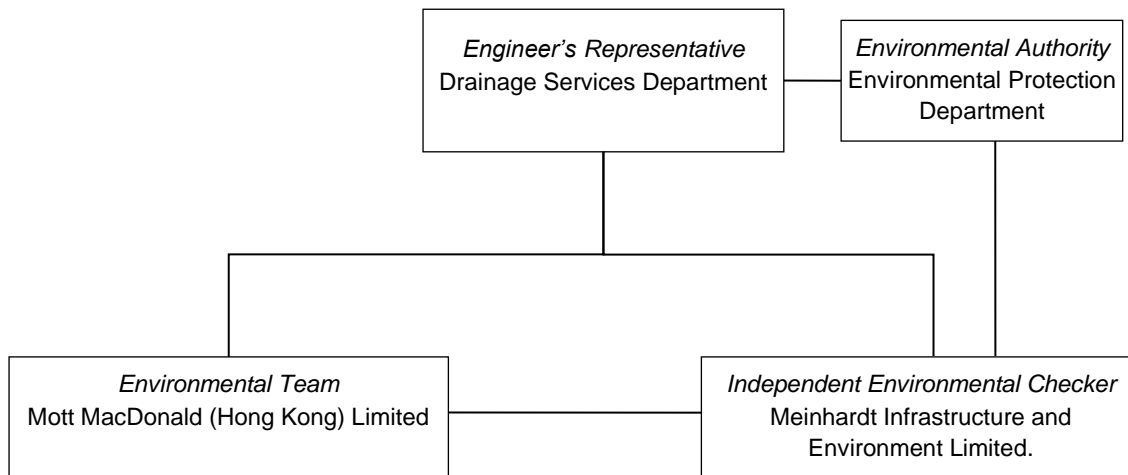 Engineer's Representative
Drainage Services Department
Environmental Authority
Environmental Protection
Department
Environmental Team
Mott MacDonald (Hong Kong) Limited
Independent Environmental Checker
Meinhardt Infrastructure and
Environment Limited.